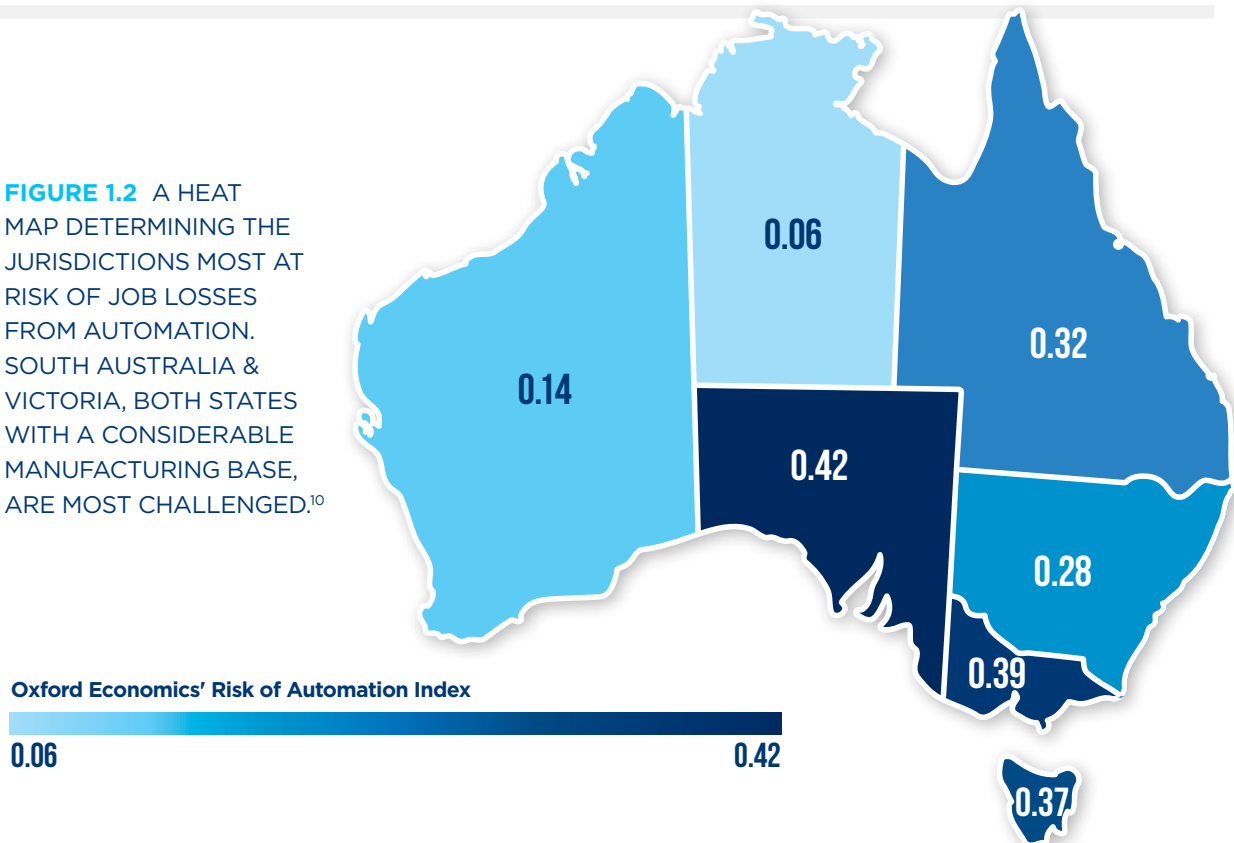 FIGURE 1.2 A HEAT
MAP DETERMINING THE
JURISDICTIONS MOST AT
RISK OF JOB LOSSES
FROM AUTOMATION.
SOUTH AUSTRALIA &
VICTORIA, BOTH STATES
WITH A CONSIDERABLE
MANUFACTURING BASE,
ARE MOST CHALLENGED.¹⁰
0.06
0.32
0.14
0.42
0.28
0.39
0.37
Oxford Economics' Risk of Automation Index
0.06 0.42